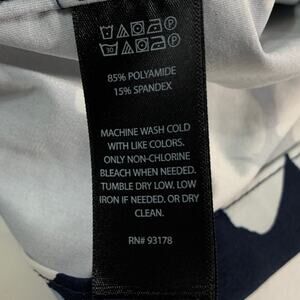 85% POLYAMIDE
15% SPANDEX
MACHINE WASH COLD
WITH LIKE COLORS.
ONLY NON-CHLORINE
BLEACH WHEN NEEDED.
TUMBLE DRY LOW. LOW
IRON IF NEEDED. OR DRY
CLEAN.
RN# 93178